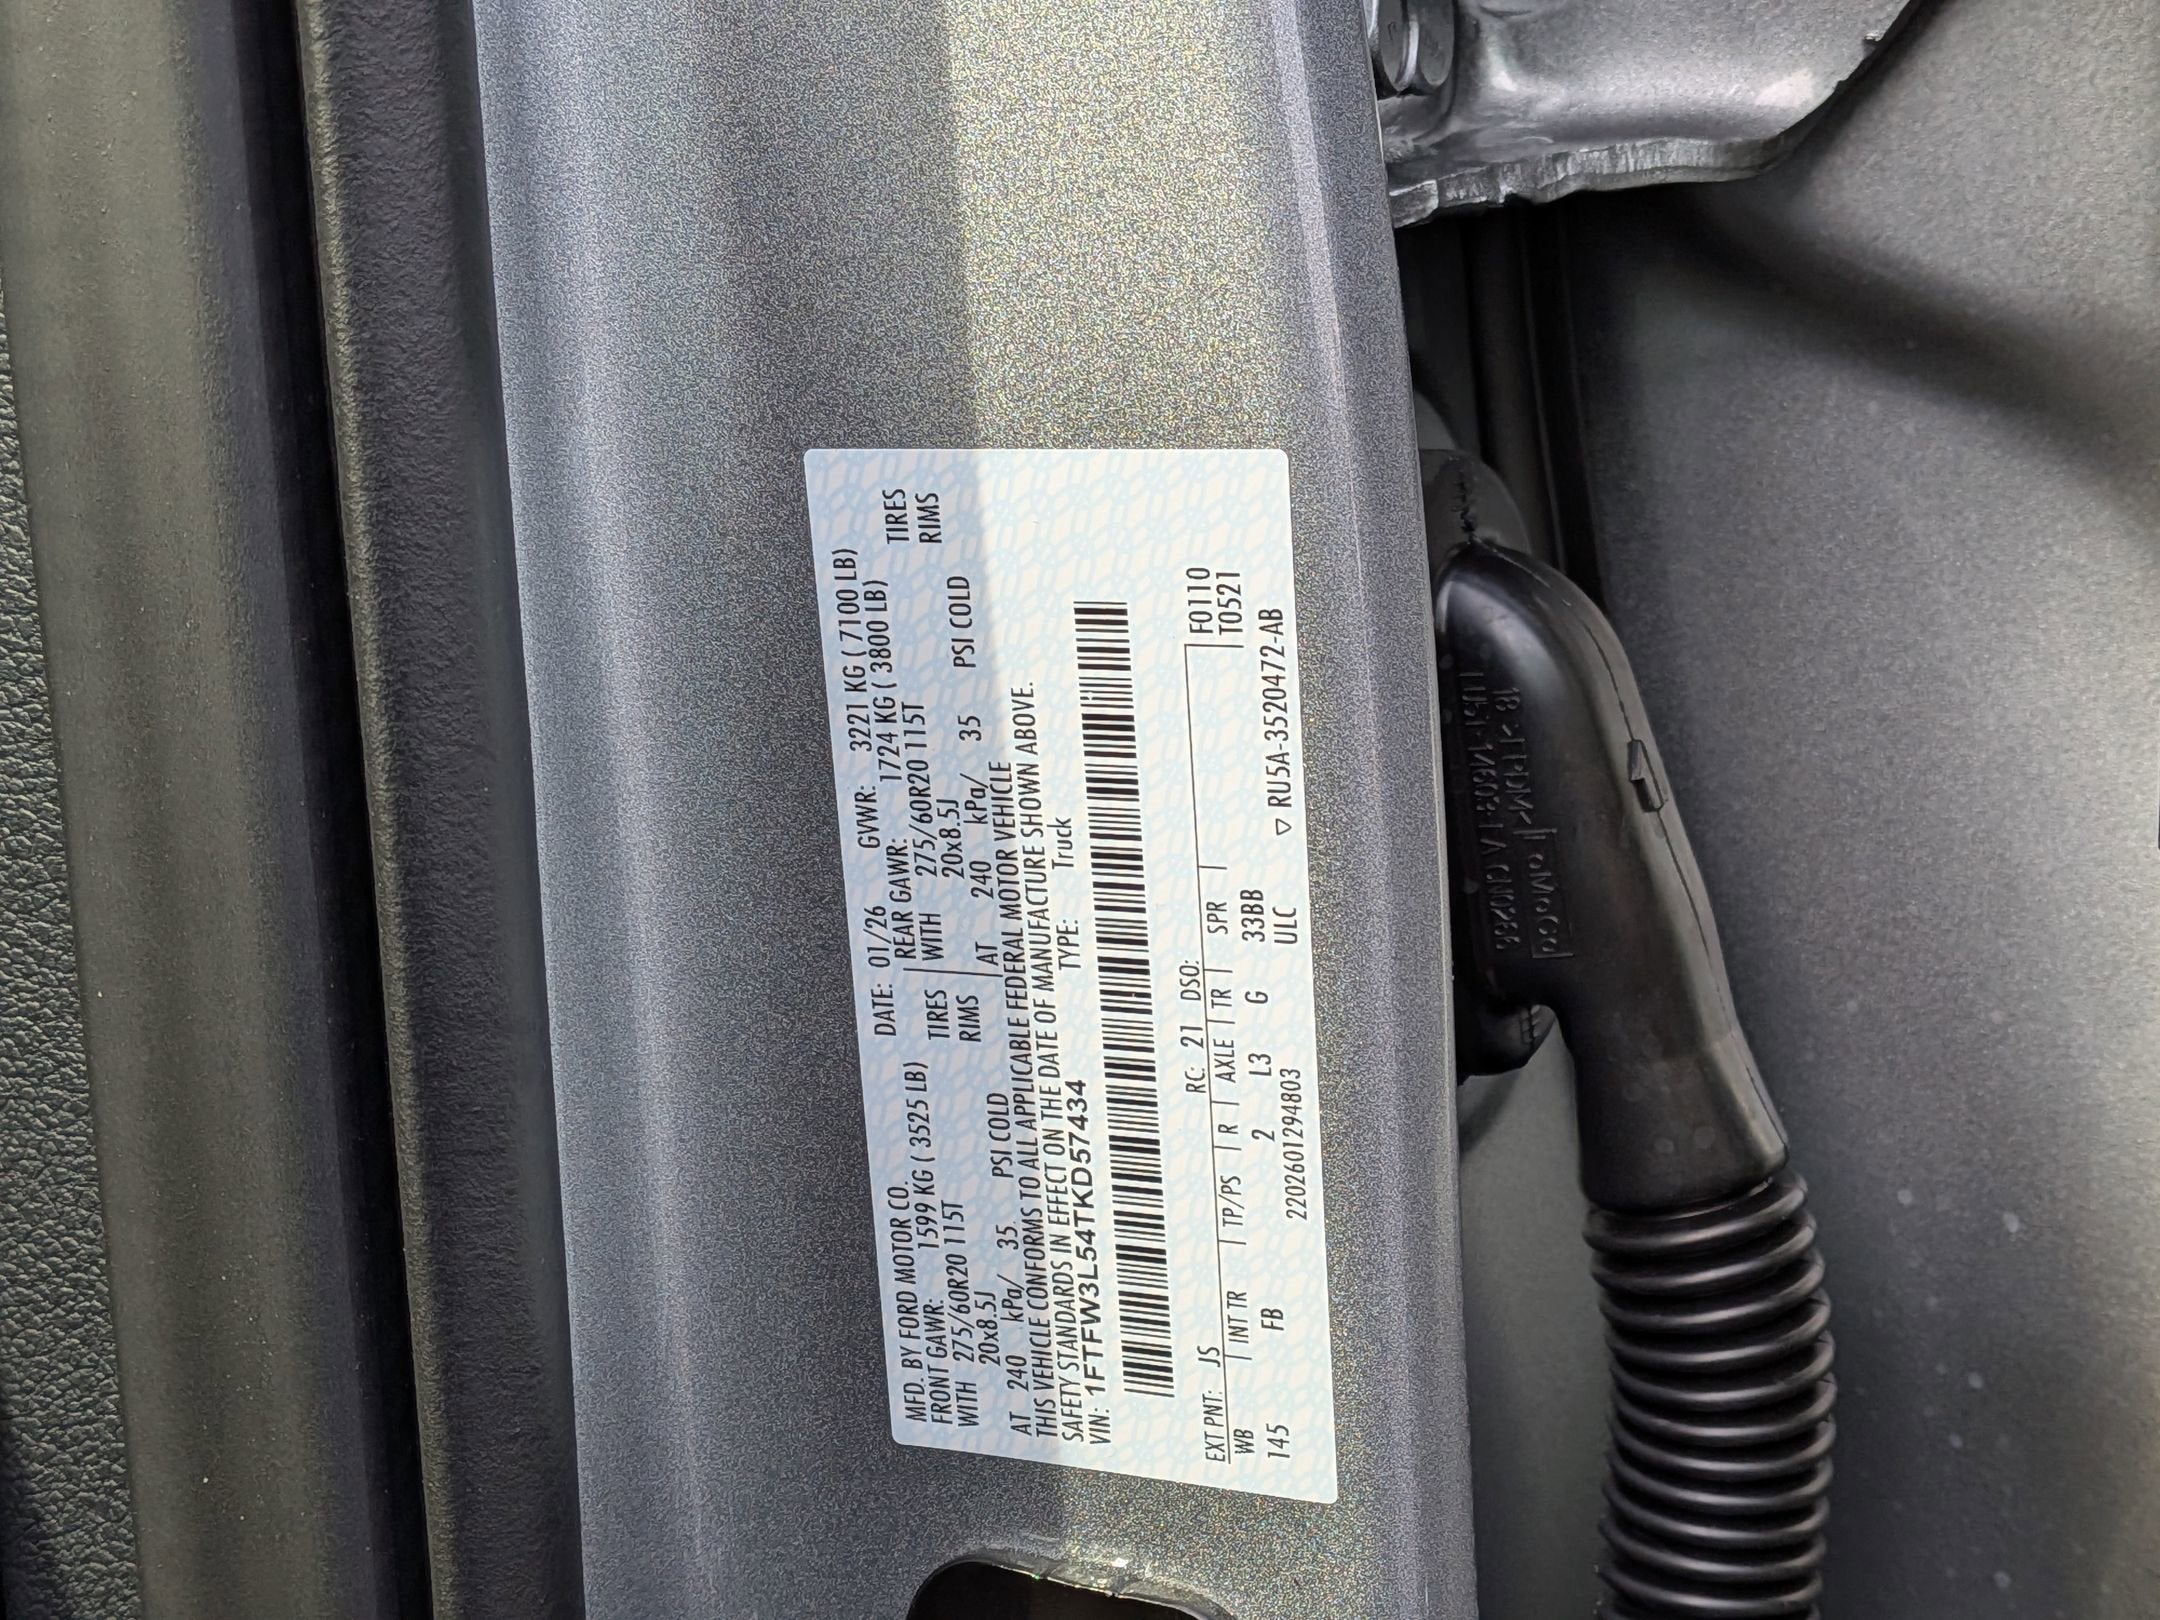 MFD. BY FORD MOTOR CO. DATE: 01/26 GVWR: 3221 KG ( 7100 LB)
FRONT GAWR: 1599 KG ( 3525 LB) REAR GAWR: 1724 KG ( 3800 LB)
WITH 275/60R20 115T TIRES WITH 275/60R20 115T TIRES
20x8.5J RIMS 20x8.5J RIMS
AT 240 kPa/ 35 PSI COLD AT 240 kPa/ 35 PSI COLD
THIS VEHICLE CONFORMS TO ALL APPLICABLE FEDERAL MOTOR VEHICLE
SAFETY STANDARDS IN EFFECT ON THE DATE OF MANUFACTURE SHOWN ABOVE.
VIN: 1FTFW3L54TKD57434 TYPE: Truck
EXT PNT: JS RC: 21 DSO: F0110
WB INT TR TP/PS R AXLE TR SPR T0521
145 FB 2 L3 G 33BB
2202601294803 ULC ▽ RU5A-3520472-AB
FoMoCo